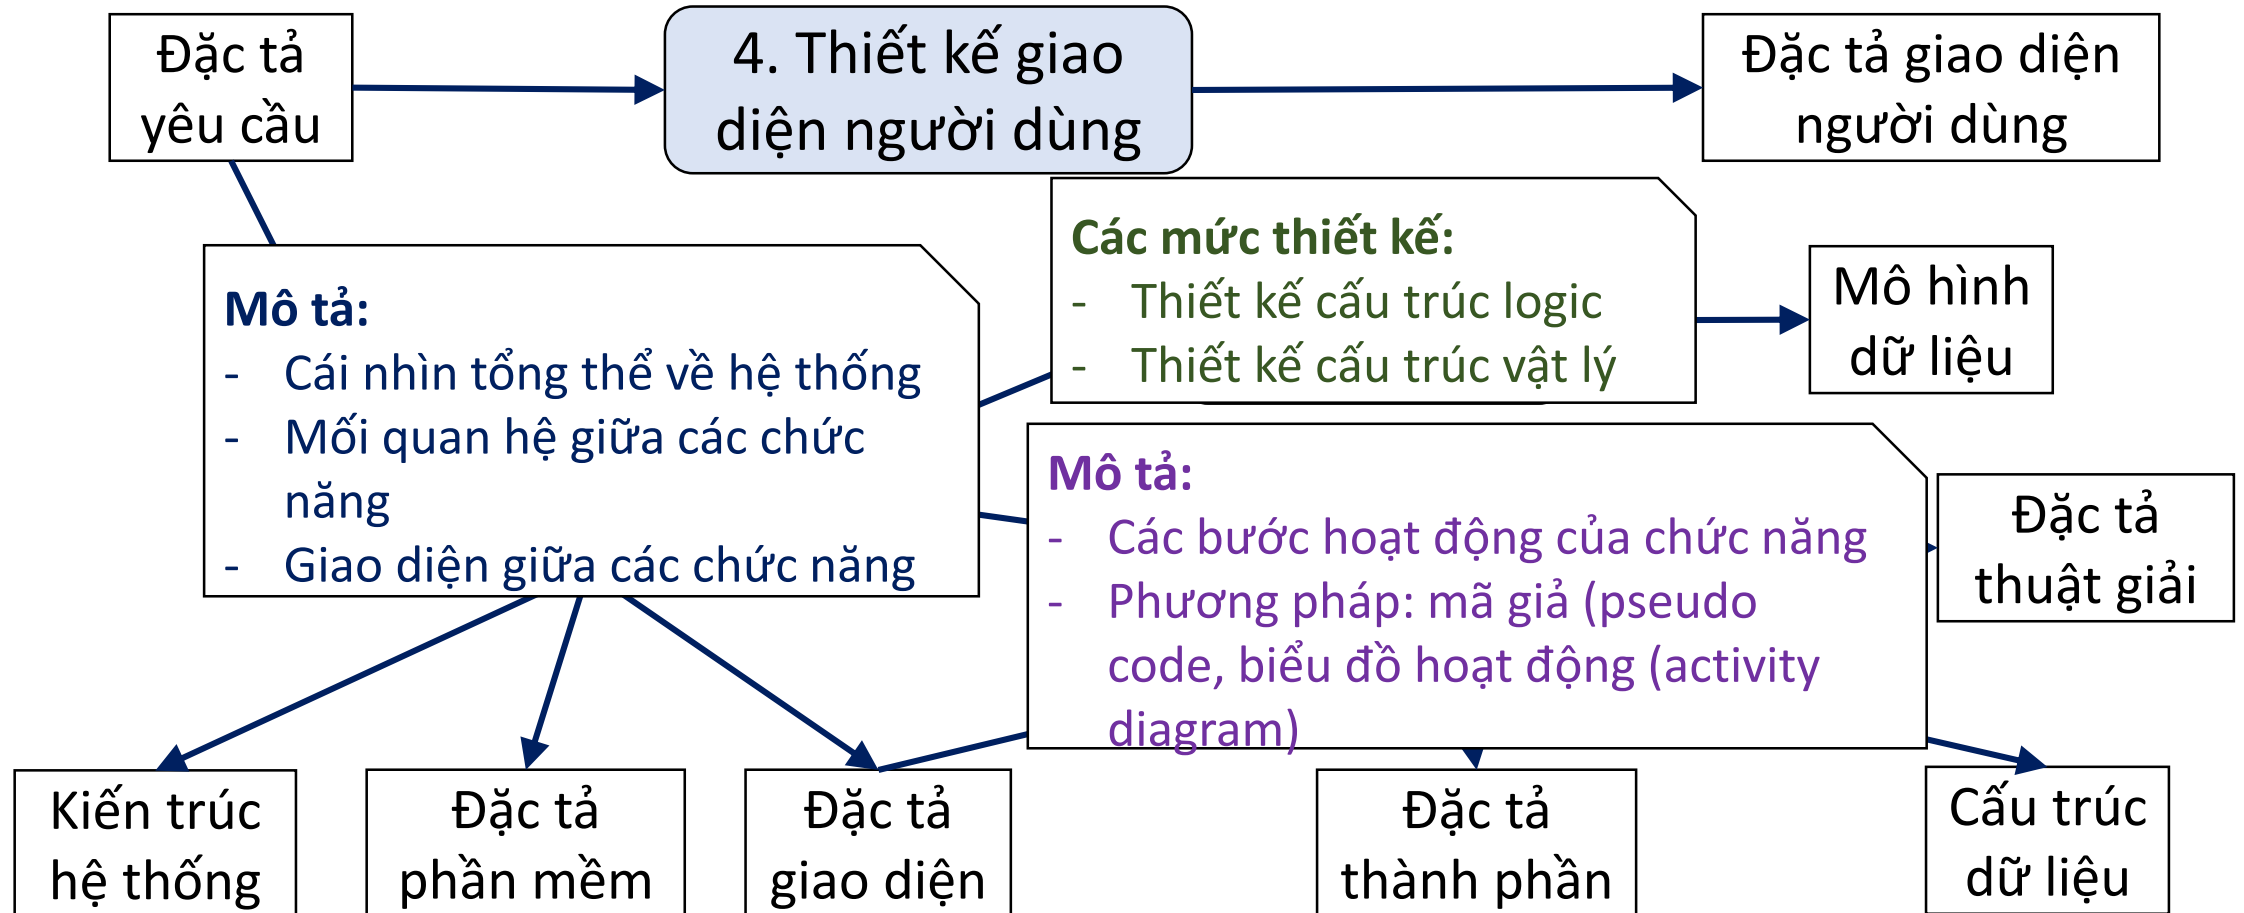 Đặc tả
yêu cầu
4. Thiết kế giao
diện người dùng
Đặc tả giao diện
người dùng
Các mức thiết kế:
- Thiết kế cấu trúc logic
- Thiết kế cấu trúc vật lý
Mô hình
dữ liệu
Mô tả:
- Cái nhìn tổng thể về hệ thống
- Mối quan hệ giữa các chức
năng
- Giao diện giữa các chức năng
Mô tả:
- Các bước hoạt động của chức năng
- Phương pháp: mã giả (pseudo
code, biểu đồ hoạt động (activity
diagram)
Đặc tả
thuật giải
Kiến trúc
hệ thống
Đặc tả
phần mềm
Đặc tả
giao diện
Đặc tả
thành phần
Cấu trúc
dữ liệu